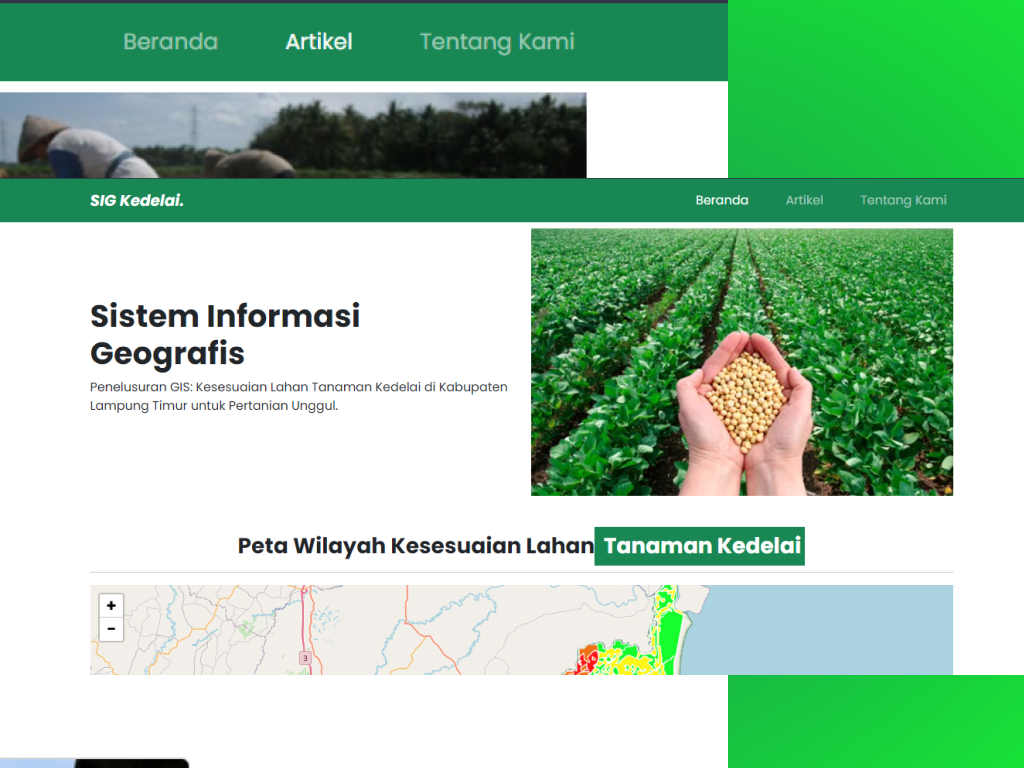 Beranda Artikel Tentang Kami
SIG Kedelai. Beranda Artikel Tentang Kami
Sistem Informasi
Geografis
Penelusuran GIS: Kesesuaian Lahan Tanaman Kedelai di Kabupaten
Lampung Timur untuk Pertanian Unggul.
Peta Wilayah Kesesuaian Lahan Tanaman Kedelai
+
−
3